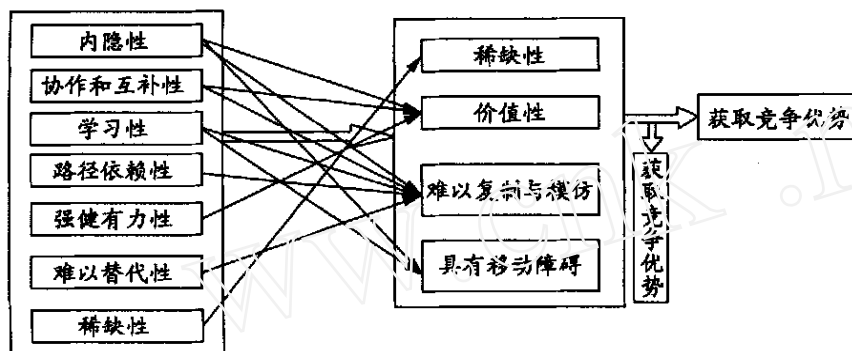 内隐性
协作和互补性
学习性
路径依赖性
强健有力性
难以替代性
稀缺性
稀缺性
价值性
难以复制与模仿
具有移动障碍
获取竞争优势
获取竞争优势